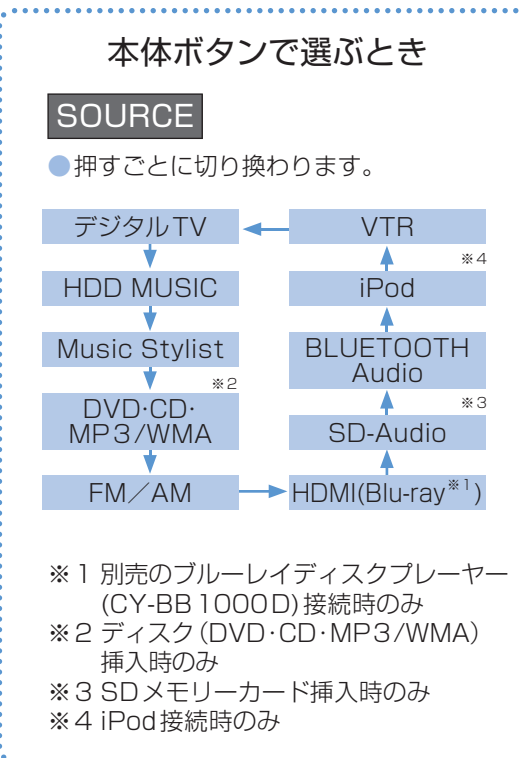 本体ボタンで選ぶとき
SOURCE
●押すごとに切り換わります。
デジタルTV
HDD MUSIC
Music Stylist
※2
DVD・CD・
MP3/WMA
FM／AM
HDMI(Blu-ray※1)
※3
SD-Audio
BLUETOOTH
Audio
※4
iPod
VTR
※1 別売のブルーレイディスクプレーヤー
(CY-BB1000D)接続時のみ
※2 ディスク(DVD・CD・MP3/WMA)
挿入時のみ
※3 SDメモリーカード挿入時のみ
※4 iPod接続時のみ